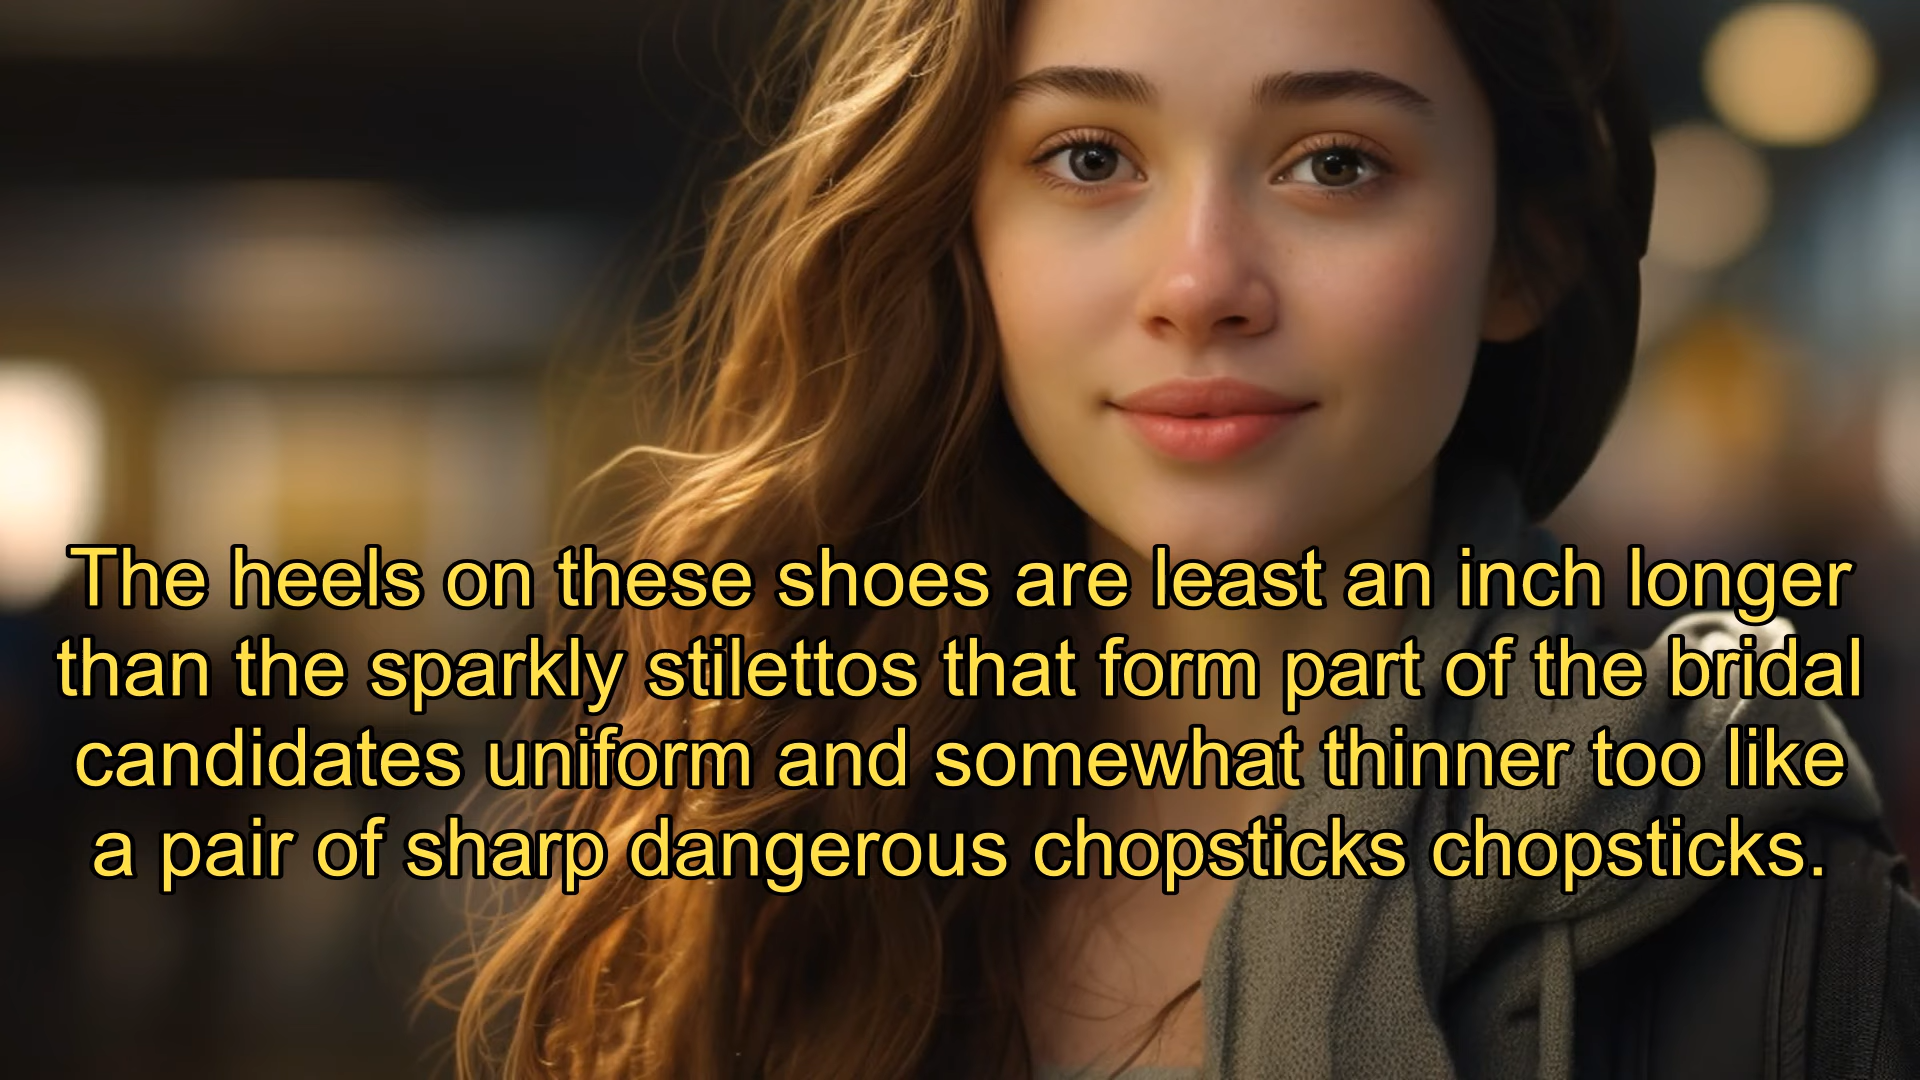 The heels on these shoes are least an inch longer
than the sparkly stilettos that form part of the bridal
candidates uniform and somewhat thinner too like
a pair of sharp dangerous chopsticks chopsticks.